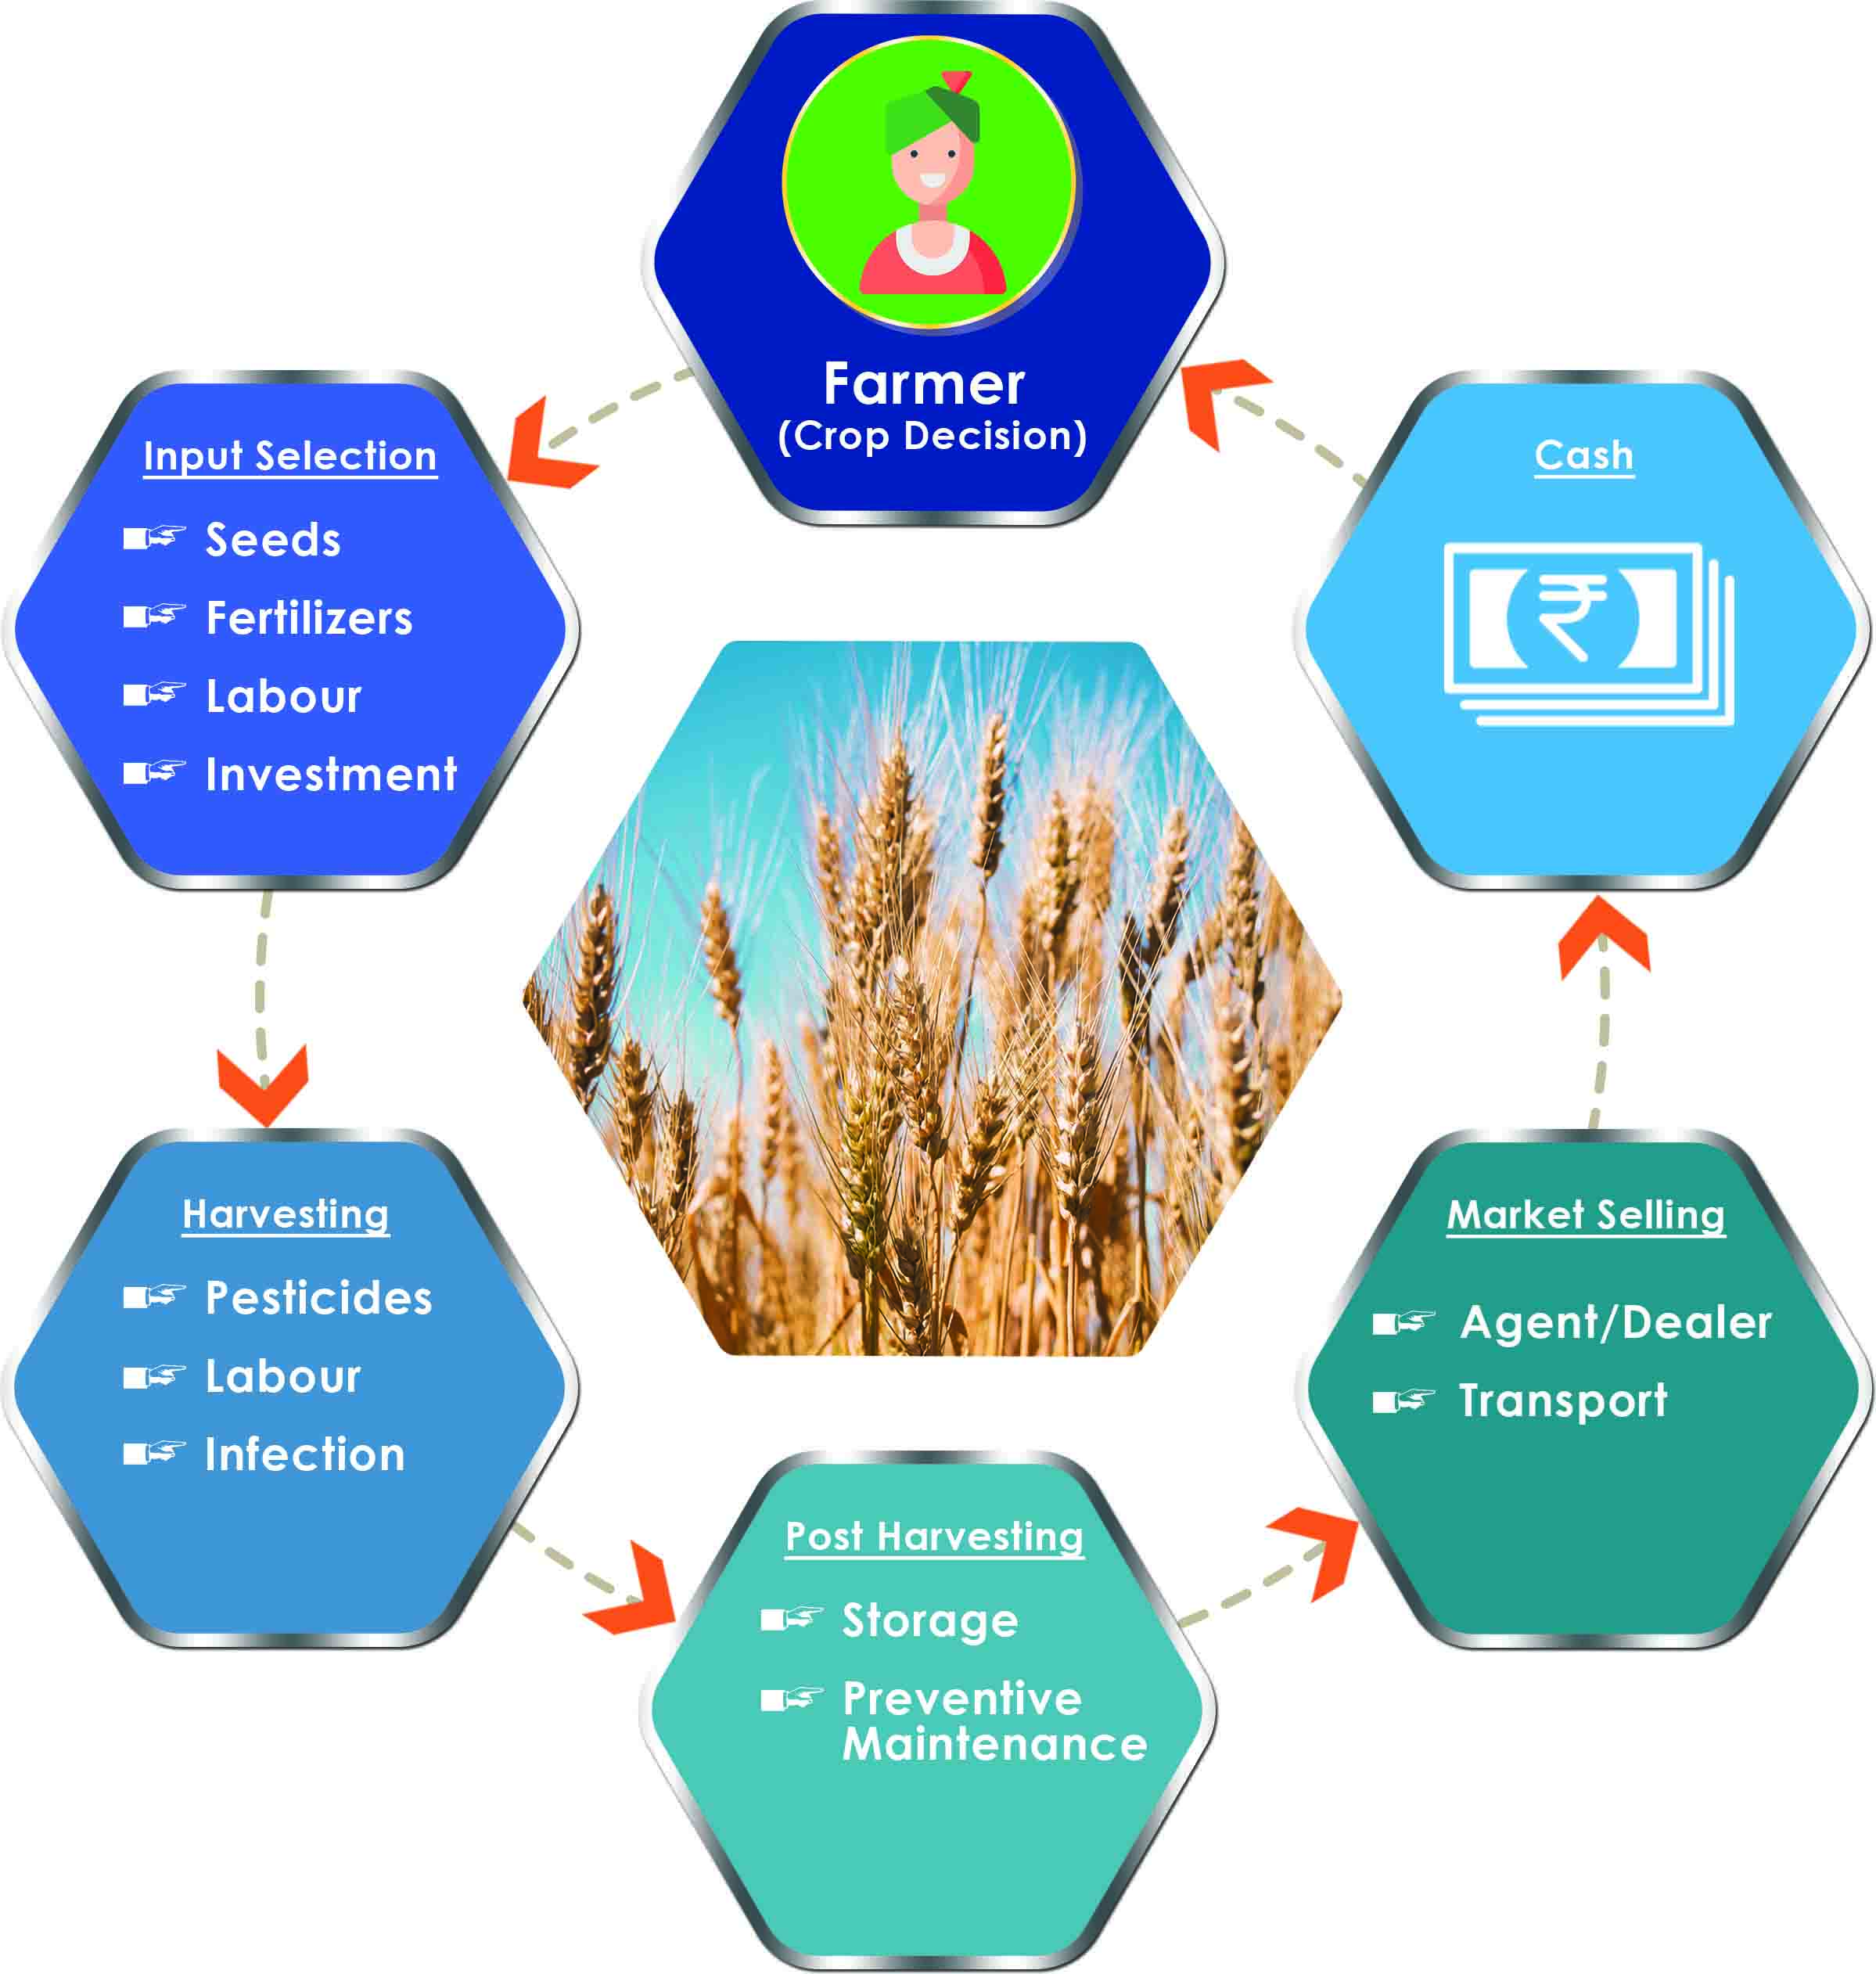 Farmer
(Crop Decision)
Input Selection
Seeds
Fertilizers
Labour
Investment
Harvesting
Pesticides
Labour
Infection
Post Harvesting
Storage
Preventive
Maintenance
Market Selling
Agent/Dealer
Transport
Cash
₹